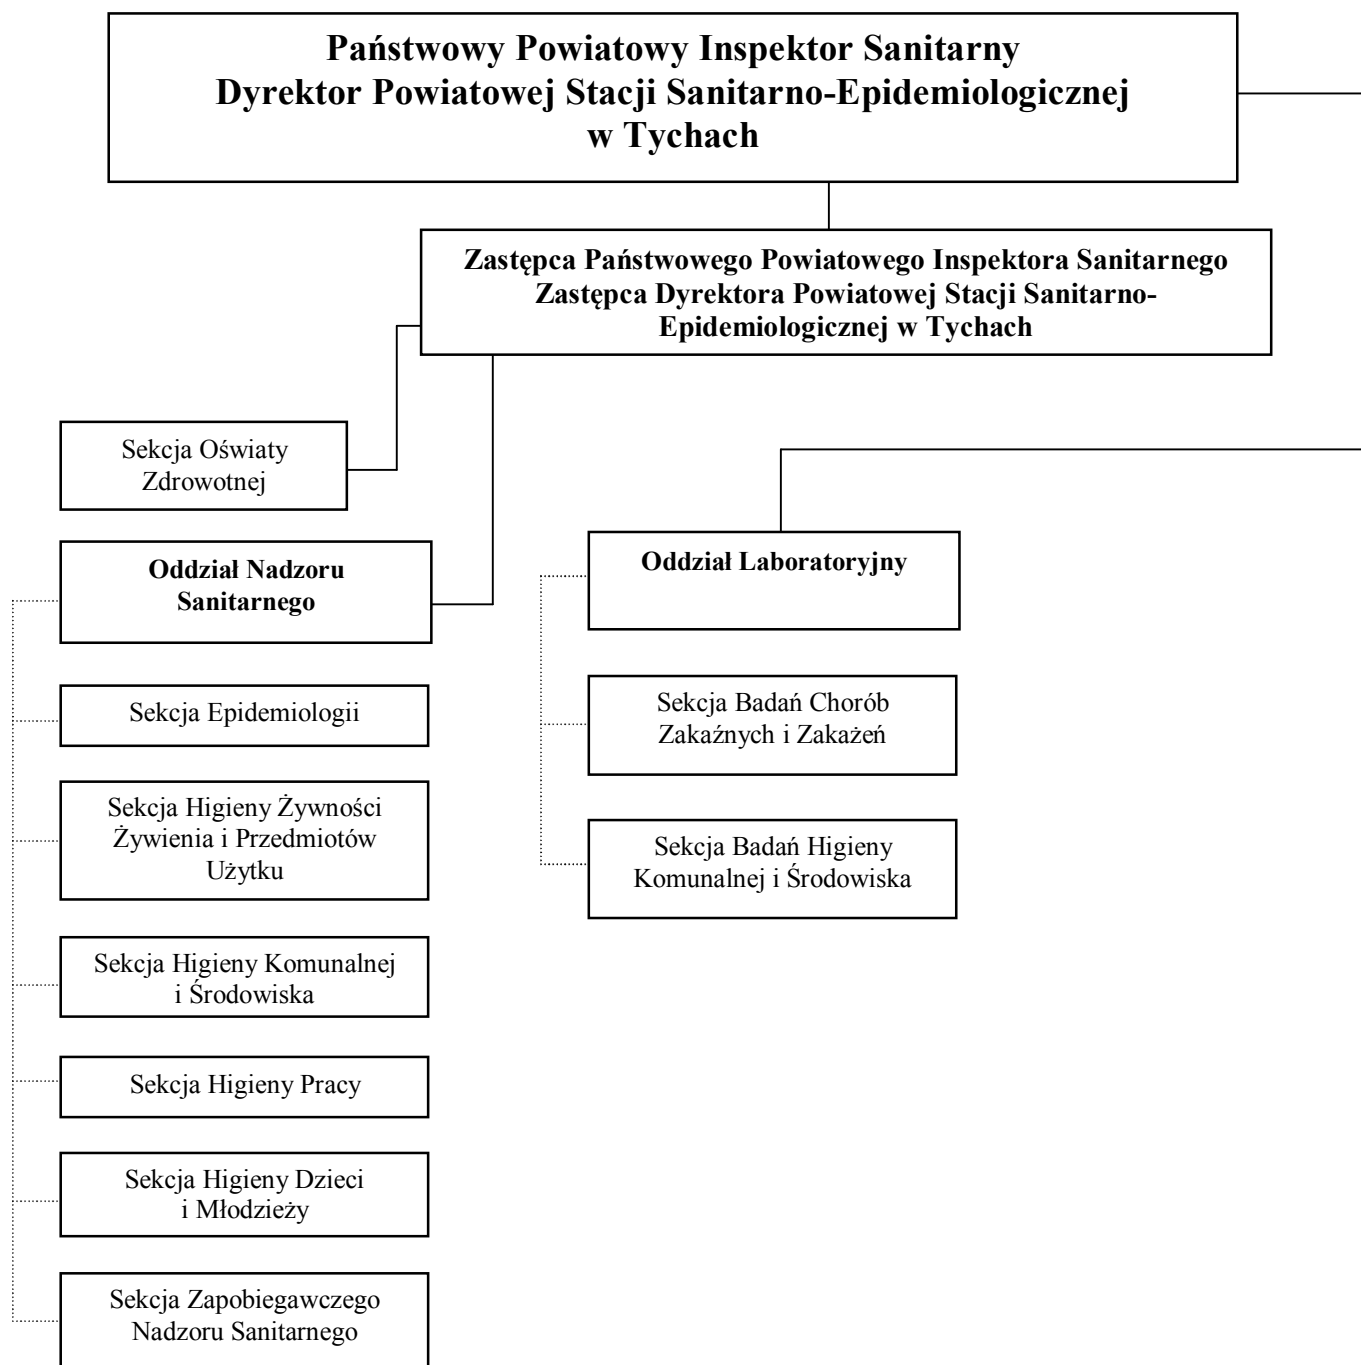 Państwowy Powiatowy Inspektor Sanitarny
Dyrektor Powiatowej Stacji Sanitarno-Epidemiologicznej
w Tychach
Zastępca Państwowego Powiatowego Inspektora Sanitarnego
Zastępca Dyrektora Powiatowej Stacji Sanitarno-
Epidemiologicznej w Tychach
Sekcja Oświaty
Zdrowotnej
Oddział Nadzoru
Sanitarnego
Sekcja Epidemiologii
Sekcja Higieny Żywności
Żywienia i Przedmiotów
Użytku
Sekcja Higieny Komunalnej
i Środowiska
Sekcja Higieny Pracy
Sekcja Higieny Dzieci
i Młodzieży
Sekcja Zapobiegawczego
Nadzoru Sanitarnego
Oddział Laboratoryjny
Sekcja Badań Chorób
Zakaźnych i Zakażeń
Sekcja Badań Higieny
Komunalnej i Środowiska